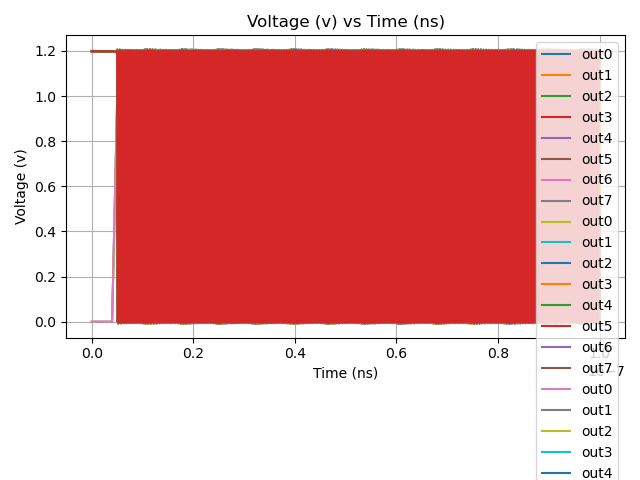 Voltage (v) vs Time (ns)
Voltage (v)
1.2
1.0
0.8
0.6
0.4
0.2
0.0
0.0
0.2
0.4
0.6
0.8
1.0
Time (ns)
out0
out1
out2
out3
out4
out5
out6
out7
out0
out1
out2
out3
out4
out5
out6
out7
out0
out1
out2
out3
out4